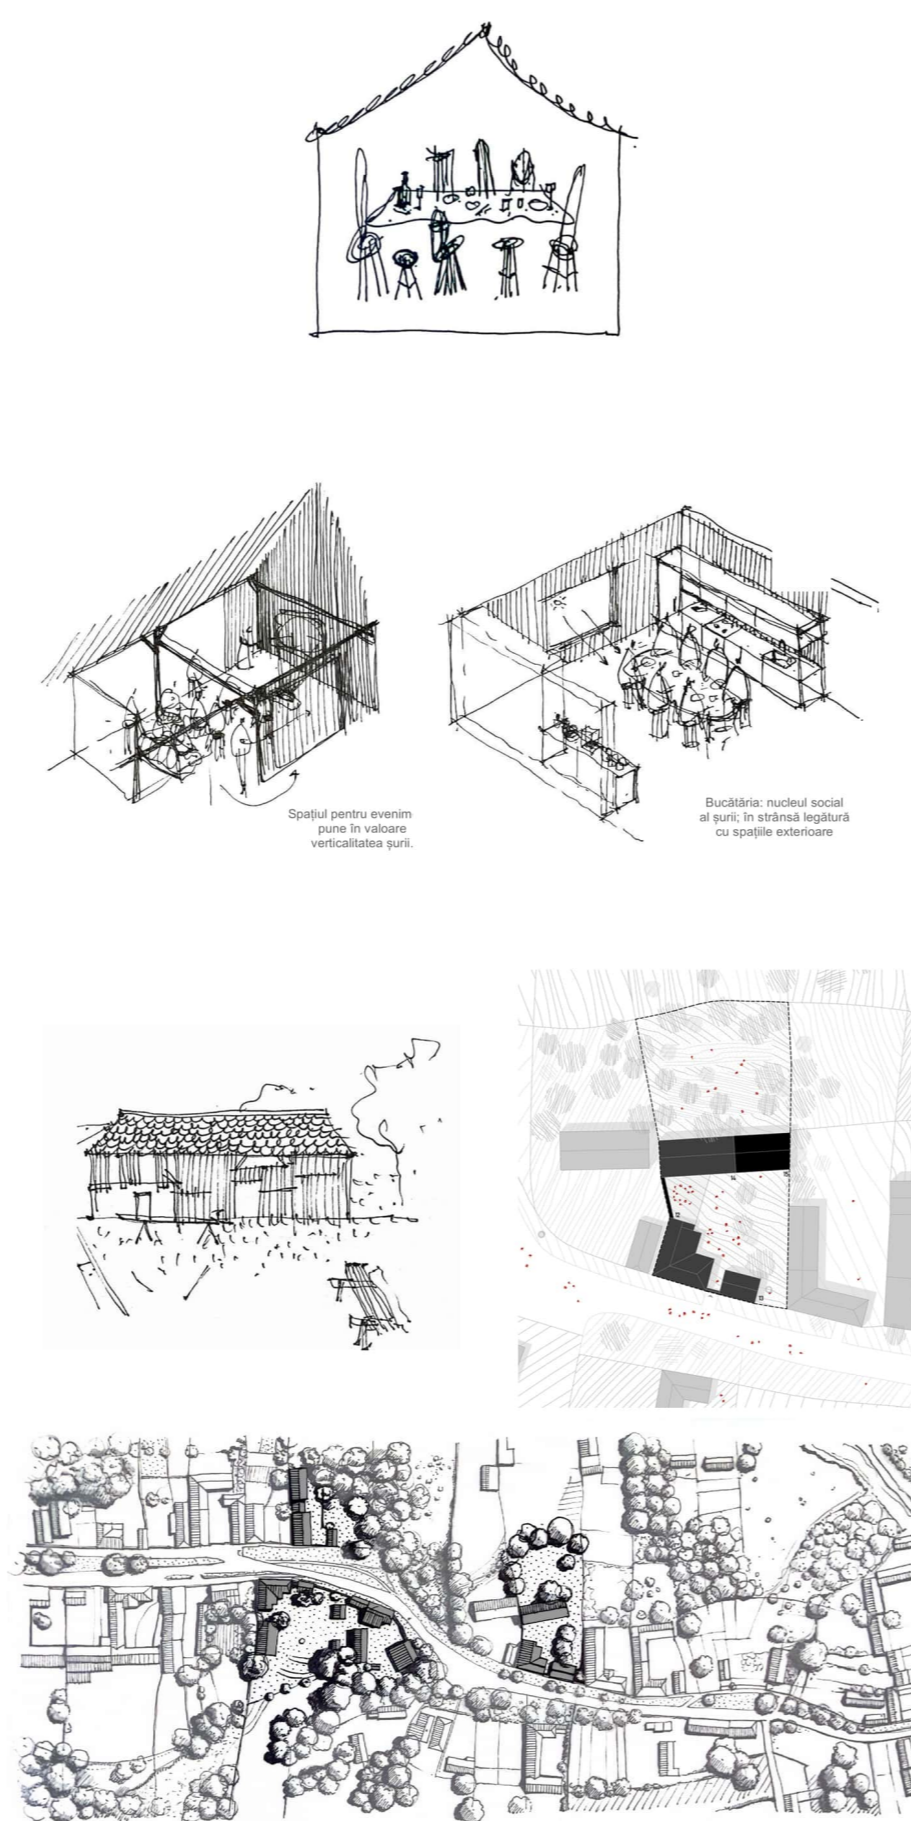 Spațiul pentru evenim
pune în valoare
verticalitatea șurii.
Bucătăria: nucleul social
al șurii; în strânsă legătură
cu spațiile exterioare